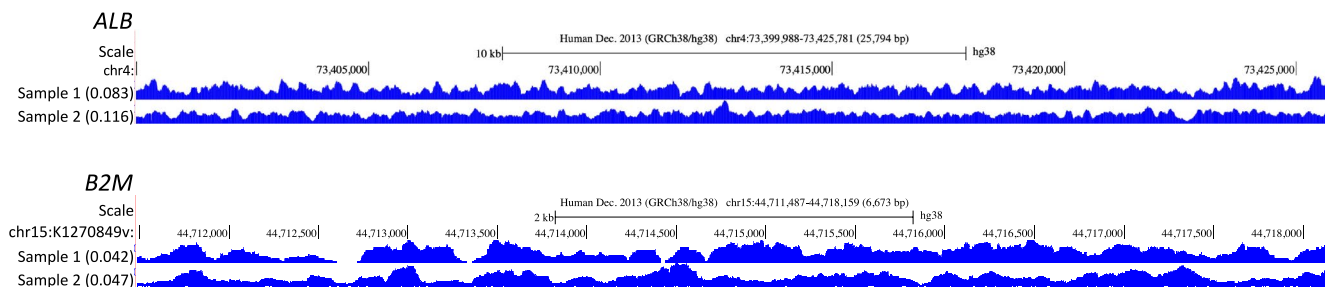 ALB
Human Dec. 2013 (GRCh38/hg38) chr4:73,399,988-73,425,781 (25,794 bp)
Scale 10 kb hg38
chr4: 73,405,000 73,410,000 73,415,000 73,420,000 73,425,000
Sample 1 (0.083)
Sample 2 (0.116)
B2M
Human Dec. 2013 (GRCh38/hg38) chr15:44,711,487-44,718,159 (6,673 bp)
Scale 2 kb hg38
chr15:K1270849v: 44,712,000 44,712,500 44,713,000 44,713,500 44,714,000 44,714,500 44,715,000 44,715,500 44,716,000 44,716,500 44,717,000 44,717,500 44,718,000
Sample 1 (0.042)
Sample 2 (0.047)